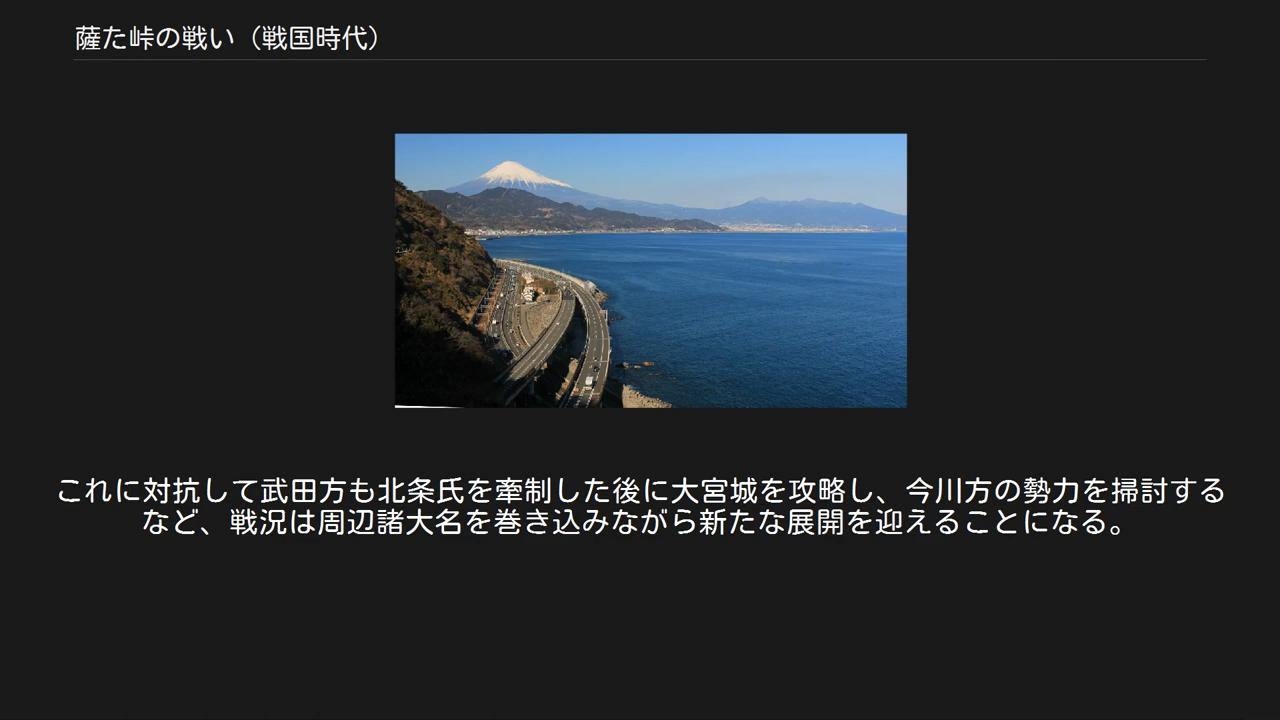 薩た峠の戦い（戦国時代）
これに対抗して武田方も北条氏を牽制した後に大宮城を攻略し、今川方の勢力を掃討する
など、戦況は周辺諸大名を巻き込みながら新たな展開を迎えることになる。